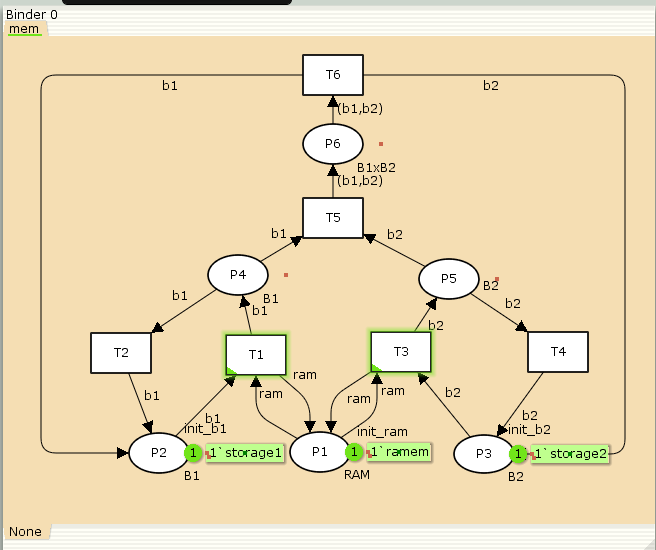 Binder 0
mem
T6
b1
b2
(b1,b2)
P6
B1xB2
(b1,b2)
T5
b1
b2
P4
P5
B1
B2
b1
b1
b2
b2
T2
T1
T3
T4
ram
ram
ram
ram
b1
b2
b1
b2
init_b1
init_ram
init_b2
P2
1
1`storage1
P1
1
1`ramem
P3
1
1`storage2
B1
RAM
B2
None